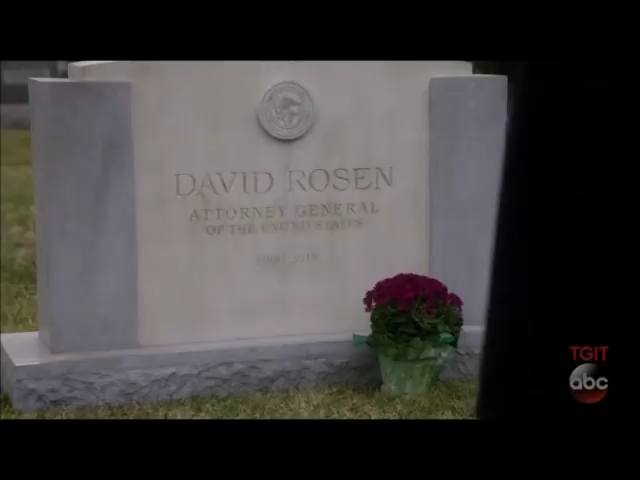 DAVID ROSEN
ATTORNEY GENERAL
OF THE UNITED STATES
TGIT
abc